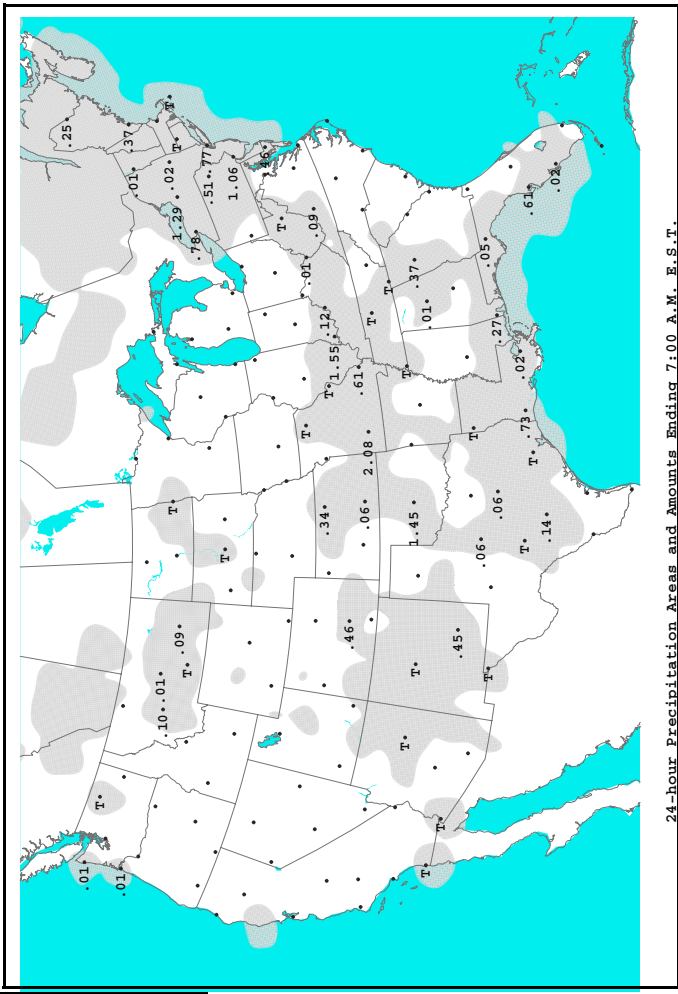 .25
.01
T
.01
.37
.01
.10
.01
.02
T
T
T
1.29
.09
T
.78
.77
.51
T
1.06
.46
T
T
.01
.09
.34
.12
T
1.55
.46
.61
.06
2.08
T
T
T
T
1.45
.37
T
T
.01
T
.45
T
.06
.05
T
.27
.06
.02
T
.73
.61
T
.14
.02
24-hour Precipitation Areas and Amounts Ending 7:00 A.M. E.S.T.